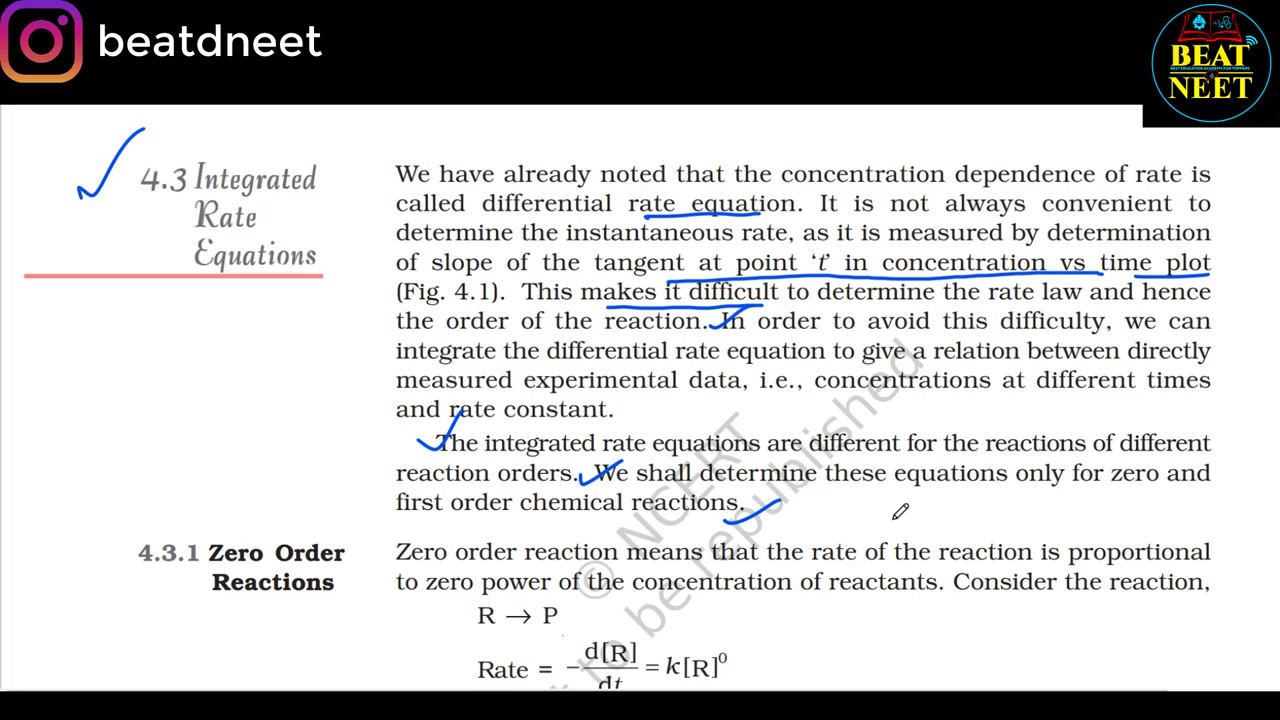 beatdneet
BEAT
BEST EDUCATION ACADEMY FOR TOPPERS
D
NEET
4.3 Integrated
Rate
Equations
We have already noted that the concentration dependence of rate is
called differential rate equation. It is not always convenient to
determine the instantaneous rate, as it is measured by determination
of slope of the tangent at point ‘t’ in concentration vs time plot
(Fig. 4.1). This makes it difficult to determine the rate law and hence
the order of the reaction. In order to avoid this difficulty, we can
integrate the differential rate equation to give a relation between directly
measured experimental data, i.e., concentrations at different times
and rate constant.
The integrated rate equations are different for the reactions of different
reaction orders. We shall determine these equations only for zero and
first order chemical reactions.
4.3.1 Zero Order
Reactions
Zero order reaction means that the rate of the reaction is proportional
to zero power of the concentration of reactants. Consider the reaction,
R → P
Rate = −d[R]/dt = k[R]⁰
© NCERT
to be republished